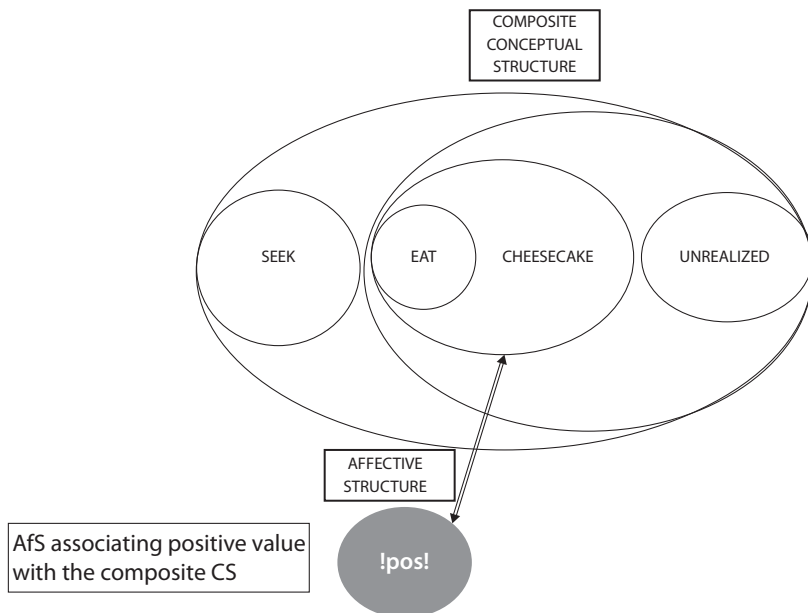 COMPOSITE
CONCEPTUAL
STRUCTURE
SEEK
EAT
CHEESECAKE
UNREALIZED
AFFECTIVE
STRUCTURE
AfS associating positive value
with the composite CS
!pos!